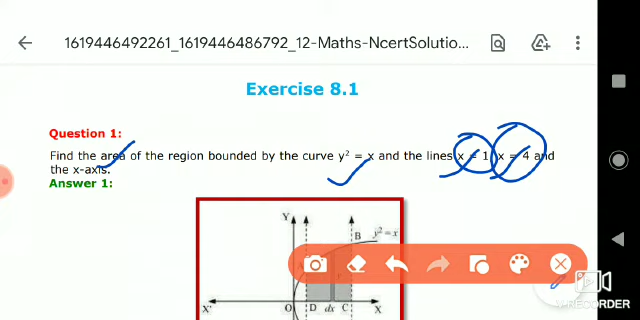 1619446492261_1619446486792_12-Maths-NcertSolutio...
Exercise 8.1
Question 1:
Find the area of the region bounded by the curve y² = x and the lines x = 1, x = 4 and
the x-axis.
Answer 1:
Y
B y²=x
X' O D dx C X
RECORDER